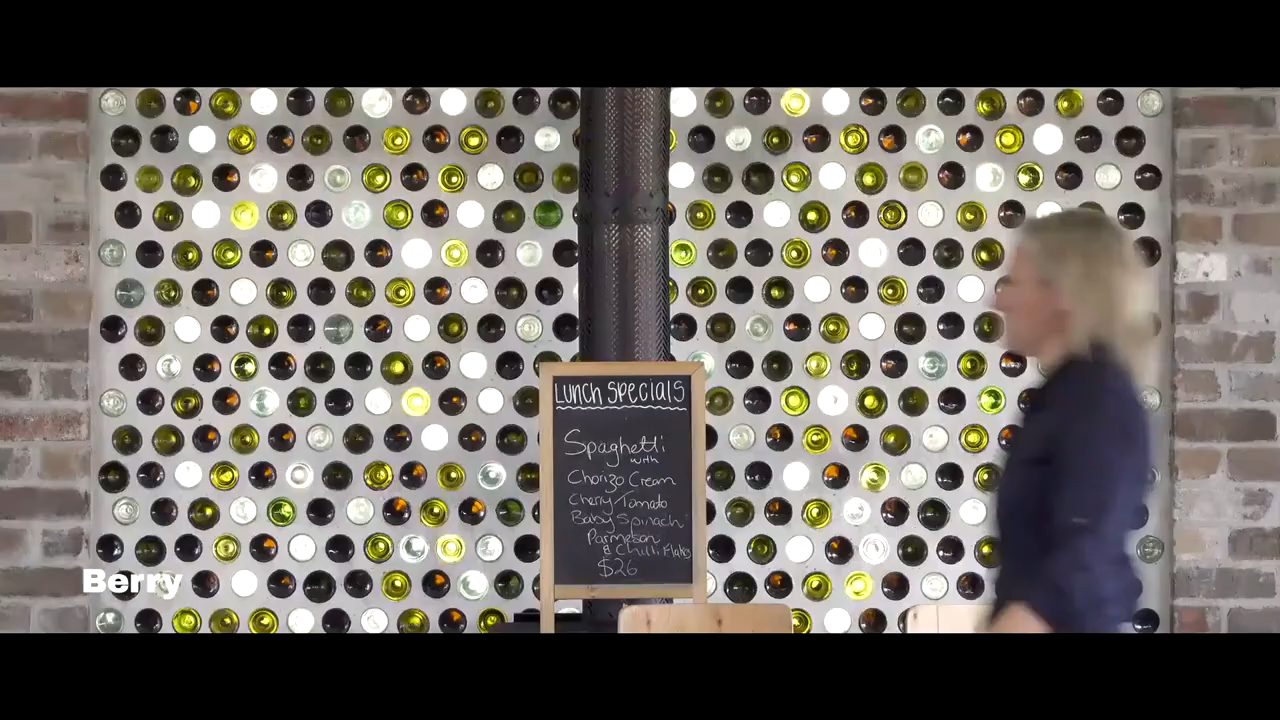 Lunch Specials
Spaghetti
with
Chorizo Cream
Cherry Tomato
Baby Spinach
Parmesan
& Chilli Flakes
$26
Berry